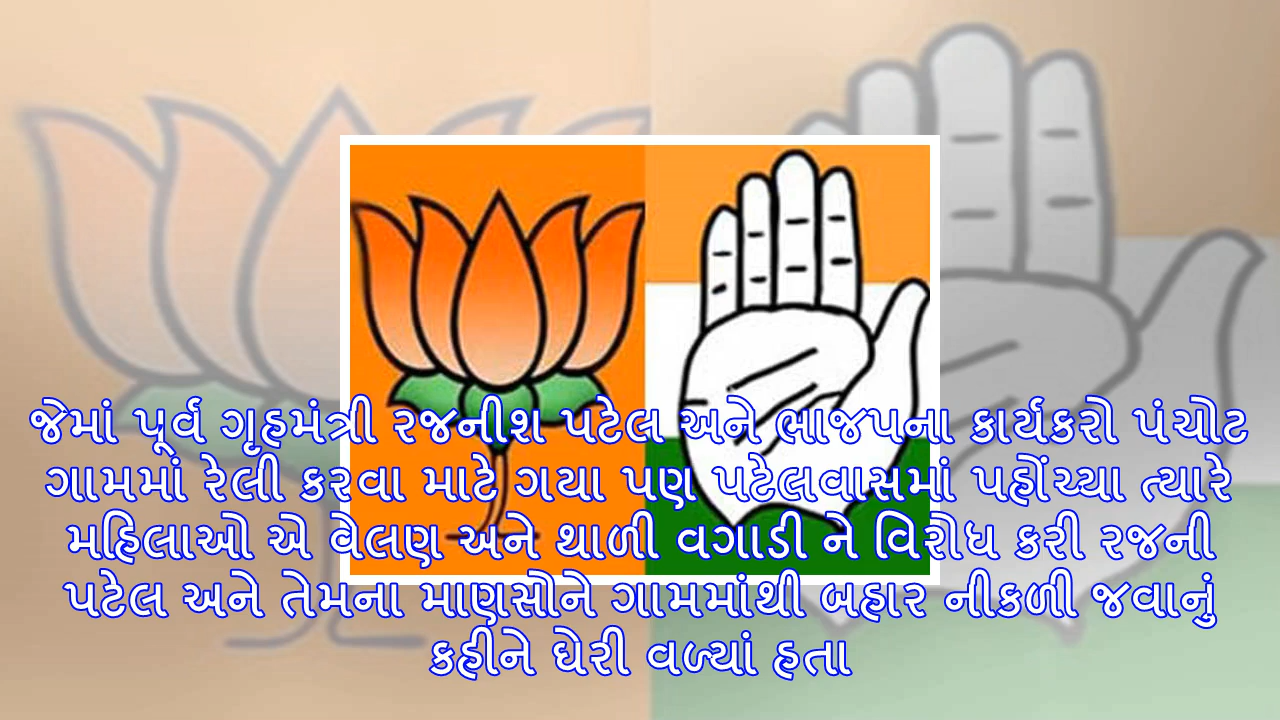 જેમાં પૂર્વ ગૃહમંત્રી રજનીશ પટેલ અને ભાજપના કાર્યકરો પંચોટ
ગામમાં રેલી કરવા માટે ગયા પણ પટેલવાસમાં પહોંચ્યા ત્યારે
મહિલાઓ એ વેલણ અને થાળી વગાડી ને વિરોધ કરી રજની
પટેલ અને તેમના માણસોને ગામમાંથી બહાર નીકળી જવાનું
કહીને ઘેરી વળ્યાં હતા